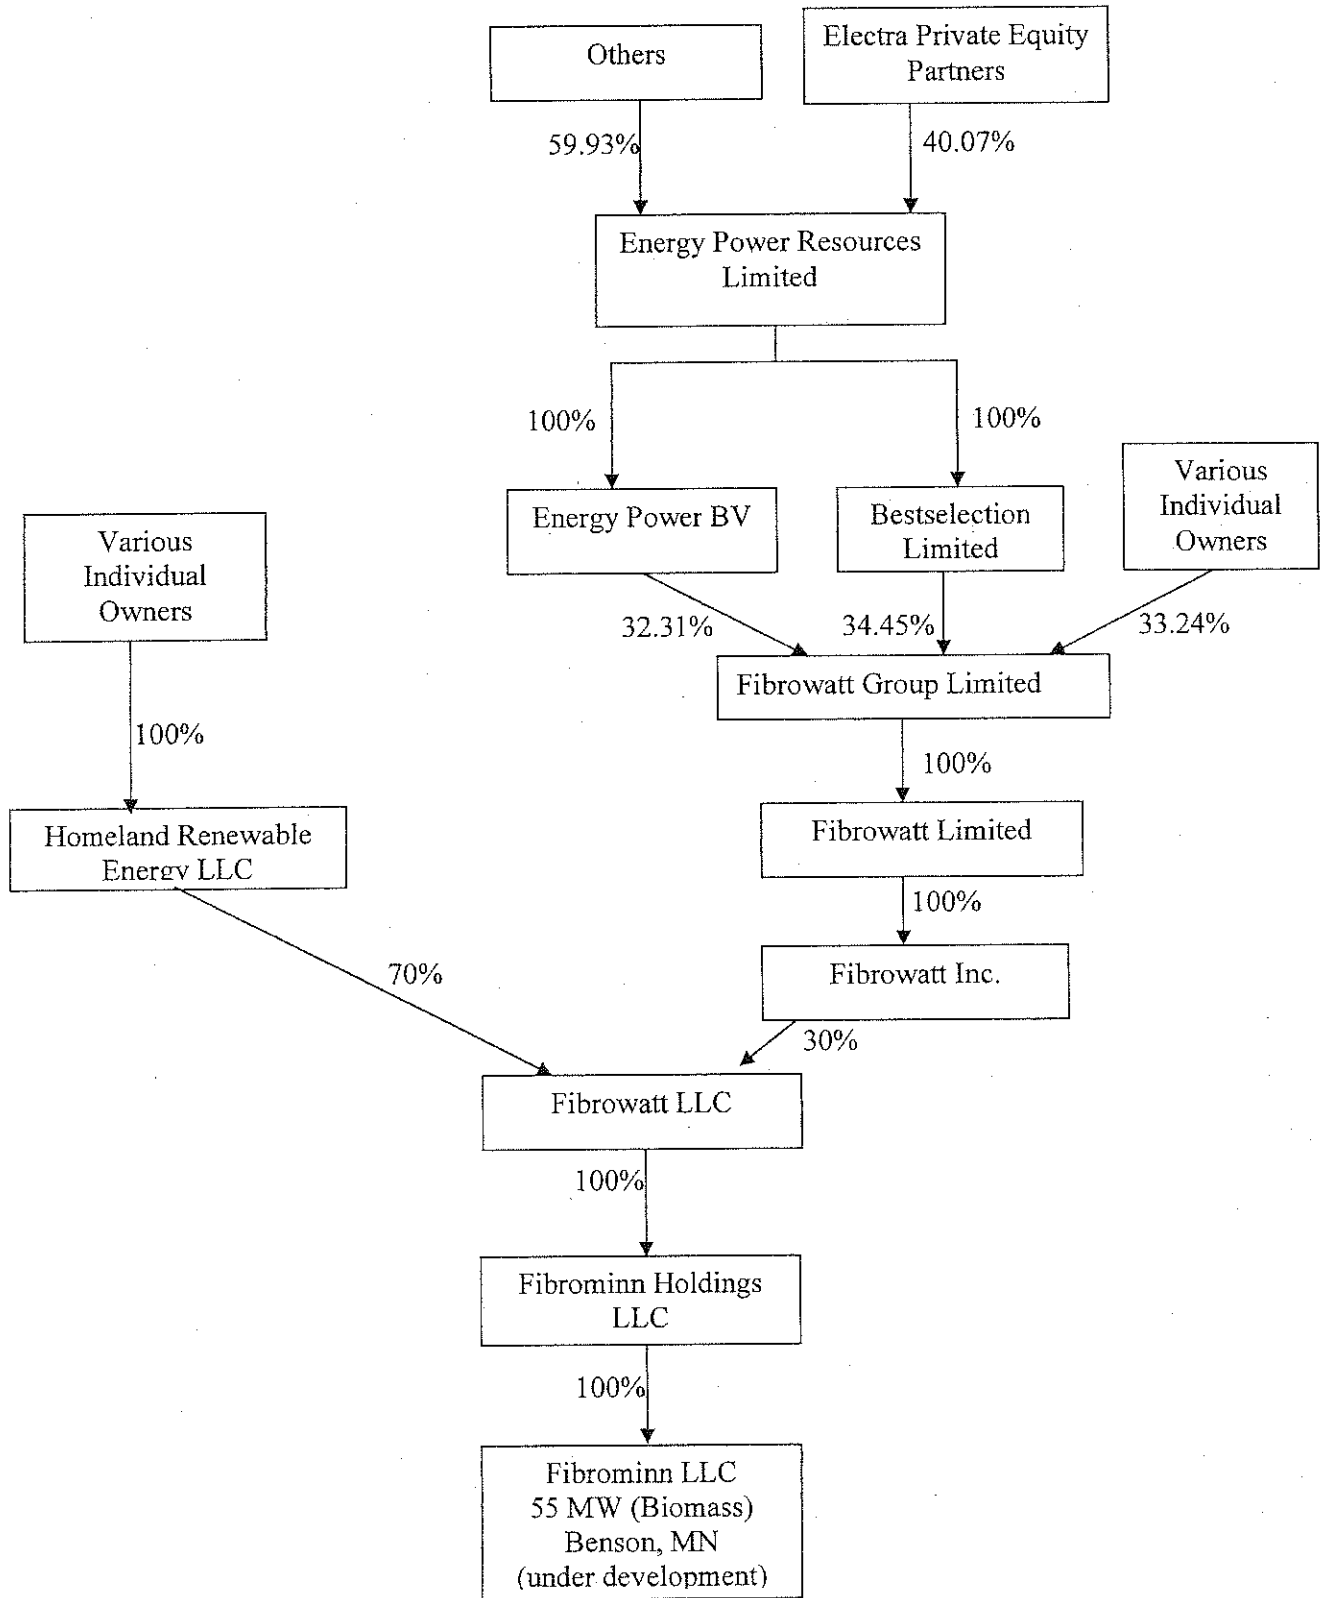 Others
Electra Private Equity
Partners
59.93%
40.07%
Energy Power Resources
Limited
100%
100%
Energy Power BV
Bestselection
Limited
Various
Individual
Owners
Various
Individual
Owners
32.31%
34.45%
33.24%
Fibrowatt Group Limited
100%
100%
Homeland Renewable
Energy LLC
Fibrowatt Limited
100%
Fibrowatt Inc.
70%
30%
Fibrowatt LLC
100%
Fibrominn Holdings
LLC
100%
Fibrominn LLC
55 MW (Biomass)
Benson, MN
(under development)